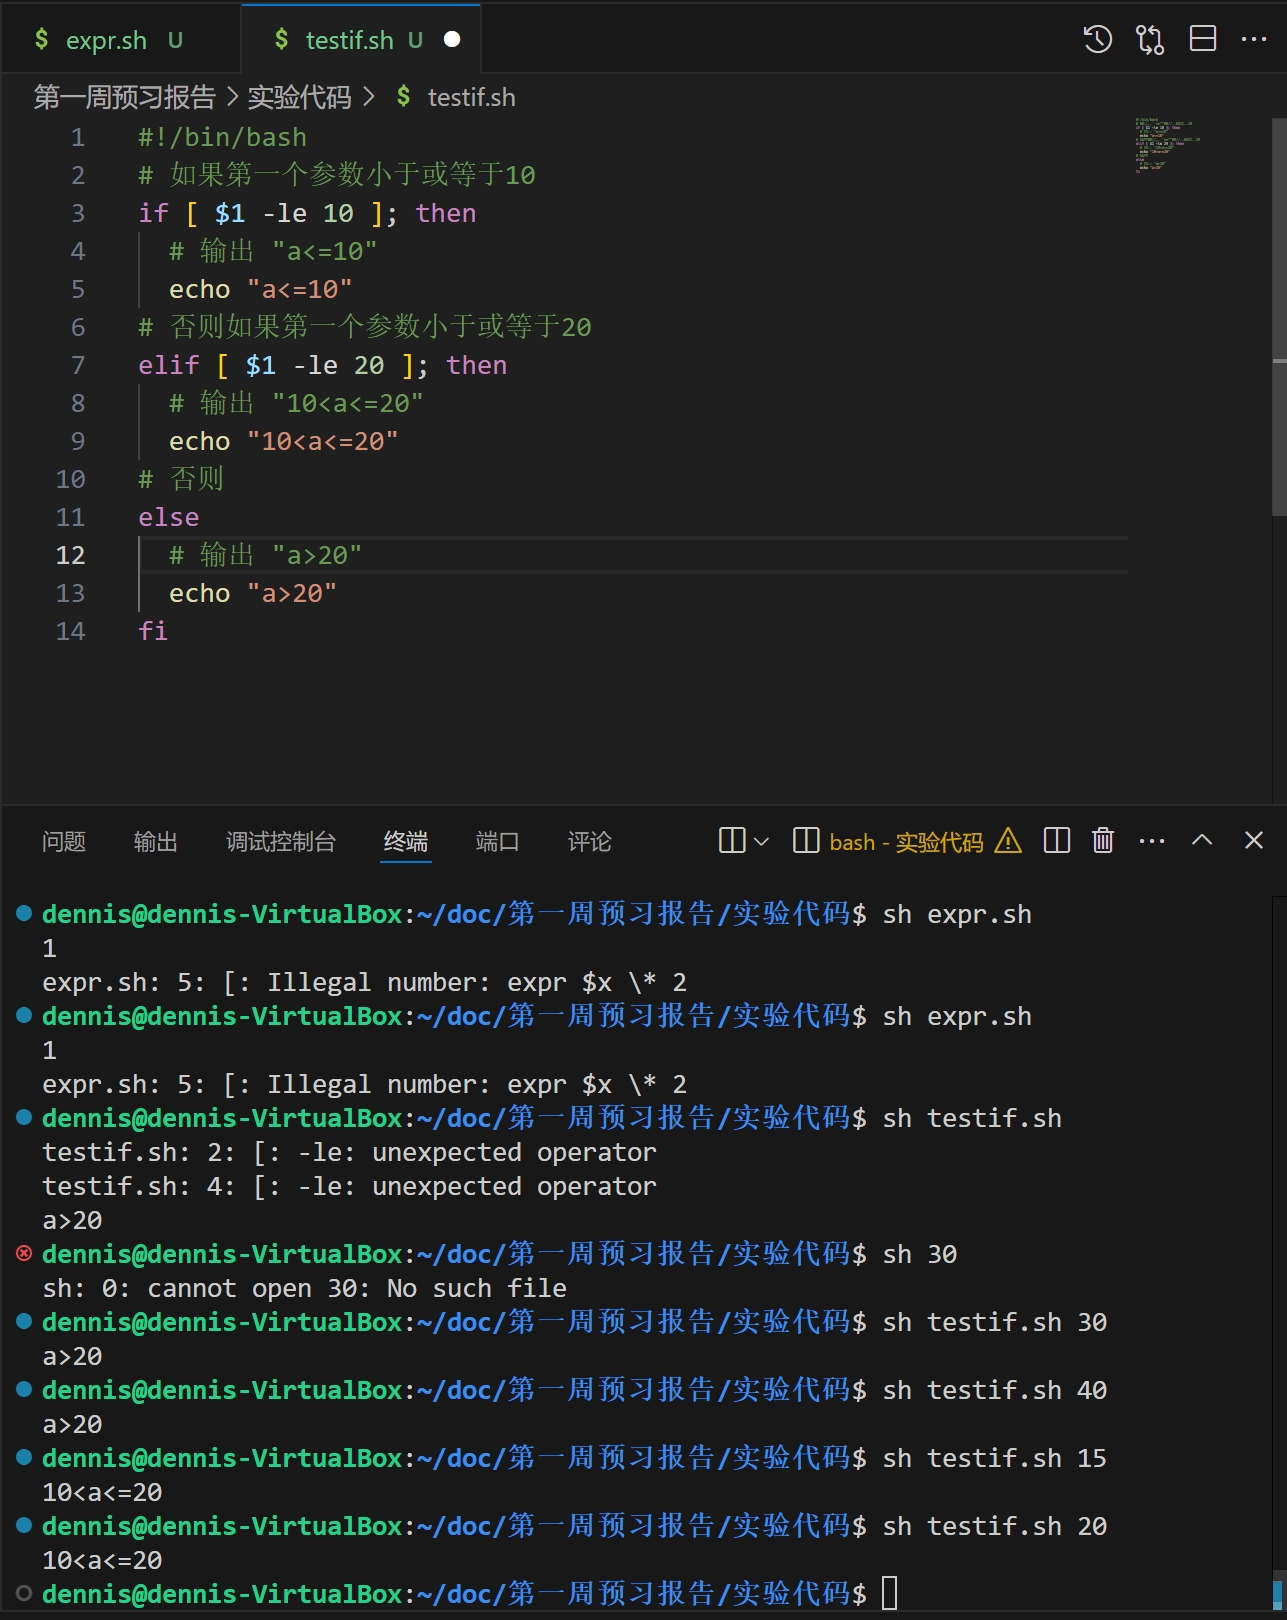 $ expr.sh U $ testif.sh U
第一周预习报告 > 实验代码 > $ testif.sh
1 #!/bin/bash
2 # 如果第一个参数小于或等于10
3 if [ $1 -le 10 ]; then
4 # 输出 "a<=10"
5 echo "a<=10"
6 # 否则如果第一个参数小于或等于20
7 elif [ $1 -le 20 ]; then
8 # 输出 "10<a<=20"
9 echo "10<a<=20"
10 # 否则
11 else
12 # 输出 "a>20"
13 echo "a>20"
14 fi
问题 输出 调试控制台 终端 端口 评论 bash - 实验代码
dennis@dennis-VirtualBox:~/doc/第一周预习报告/实验代码$ sh expr.sh
1
expr.sh: 5: [: Illegal number: expr $x \* 2
dennis@dennis-VirtualBox:~/doc/第一周预习报告/实验代码$ sh expr.sh
1
expr.sh: 5: [: Illegal number: expr $x \* 2
dennis@dennis-VirtualBox:~/doc/第一周预习报告/实验代码$ sh testif.sh
testif.sh: 2: [: -le: unexpected operator
testif.sh: 4: [: -le: unexpected operator
a>20
dennis@dennis-VirtualBox:~/doc/第一周预习报告/实验代码$ sh 30
sh: 0: cannot open 30: No such file
dennis@dennis-VirtualBox:~/doc/第一周预习报告/实验代码$ sh testif.sh 30
a>20
dennis@dennis-VirtualBox:~/doc/第一周预习报告/实验代码$ sh testif.sh 40
a>20
dennis@dennis-VirtualBox:~/doc/第一周预习报告/实验代码$ sh testif.sh 15
10<a<=20
dennis@dennis-VirtualBox:~/doc/第一周预习报告/实验代码$ sh testif.sh 20
10<a<=20
dennis@dennis-VirtualBox:~/doc/第一周预习报告/实验代码$